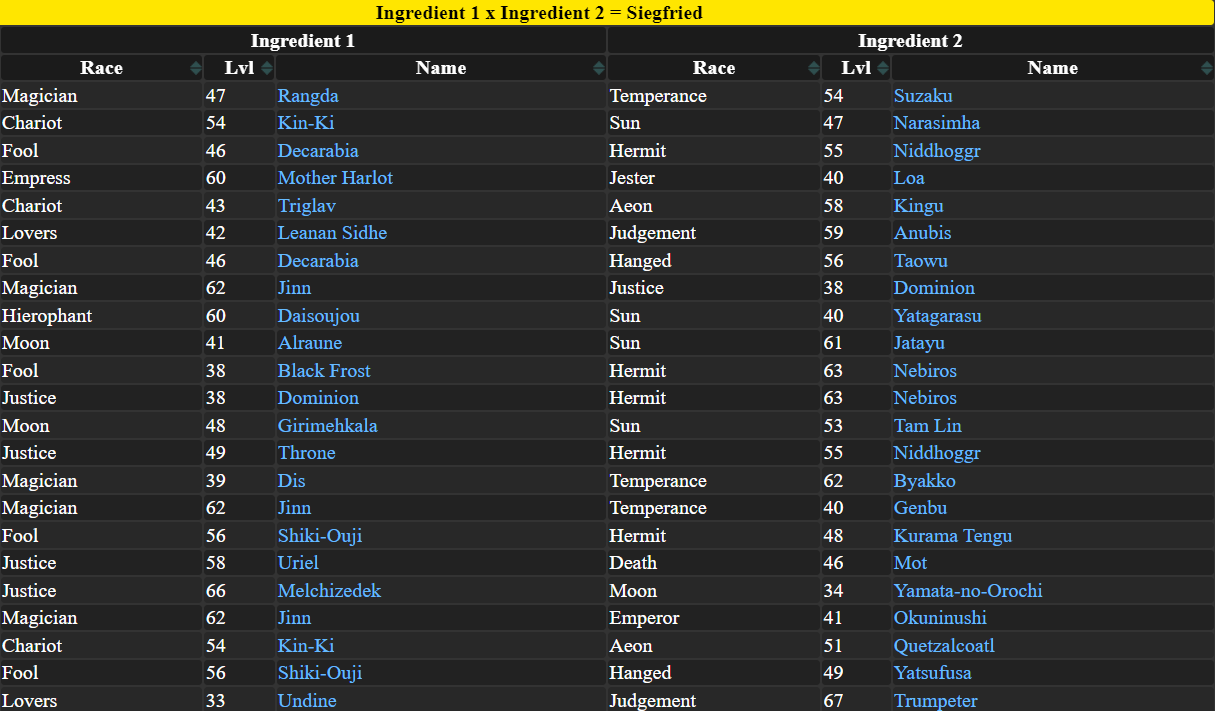 Ingredient 1 x Ingredient 2 = Siegfried
Ingredient 1 Ingredient 2
Race Lvl Name Race Lvl Name
Magician 47 Rangda Temperance 54 Suzaku
Chariot 54 Kin-Ki Sun 47 Narasimha
Fool 46 Decarabia Hermit 55 Niddhoggr
Empress 60 Mother Harlot Jester 40 Loa
Chariot 43 Triglav Aeon 58 Kingu
Lovers 42 Leanan Sidhe Judgement 59 Anubis
Fool 46 Decarabia Hanged 56 Taowu
Magician 62 Jinn Justice 38 Dominion
Hierophant 60 Daisoujou Sun 40 Yatagarasu
Moon 41 Alraune Sun 61 Jatayu
Fool 38 Black Frost Hermit 63 Nebiros
Justice 38 Dominion Hermit 63 Nebiros
Moon 48 Girimehkala Sun 53 Tam Lin
Justice 49 Throne Hermit 55 Niddhoggr
Magician 39 Dis Temperance 62 Byakko
Magician 62 Jinn Temperance 40 Genbu
Fool 56 Shiki-Ouji Hermit 48 Kurama Tengu
Justice 58 Uriel Death 46 Mot
Justice 66 Melchizedek Moon 34 Yamata-no-Orochi
Magician 62 Jinn Emperor 41 Okuninushi
Chariot 54 Kin-Ki Aeon 51 Quetzalcoatl
Fool 56 Shiki-Ouji Hanged 49 Yatsufusa
Lovers 33 Undine Judgement 67 Trumpeter